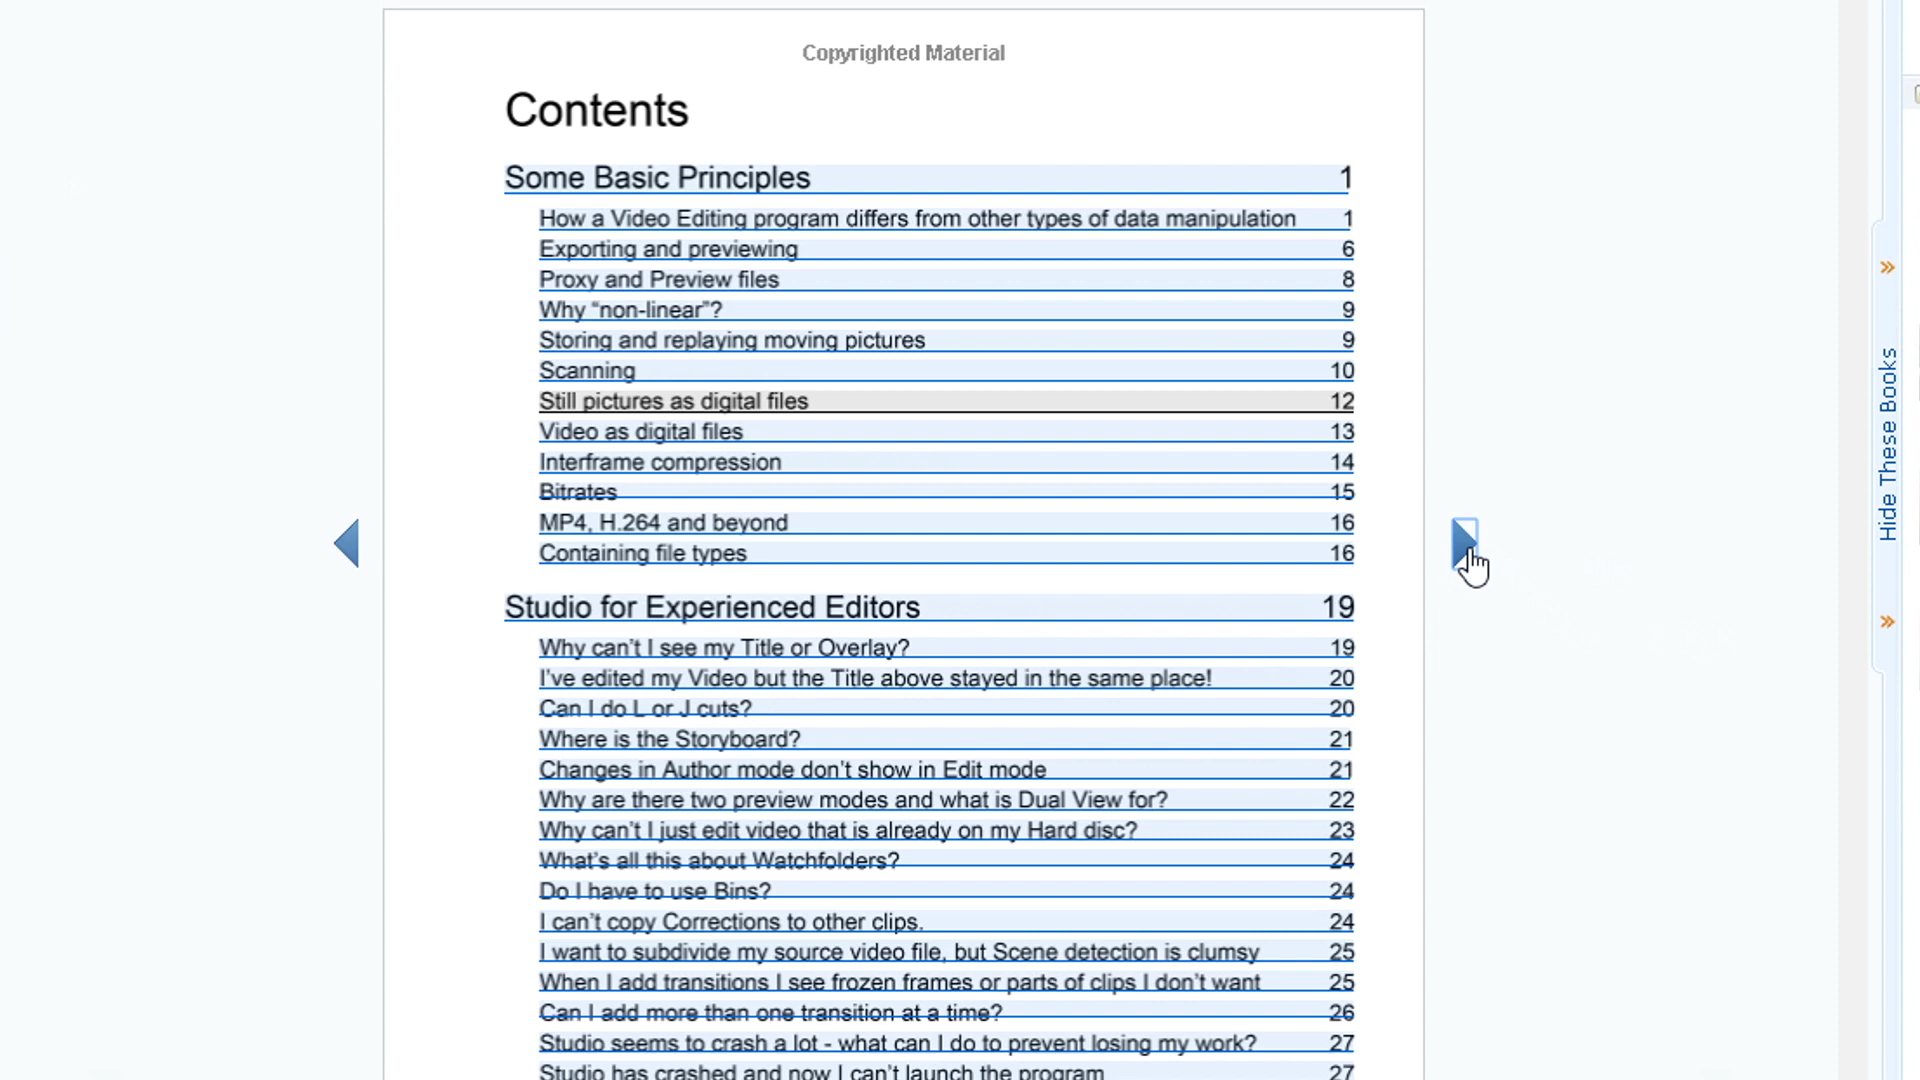 Copyrighted Material
Contents
Some Basic Principles 1
How a Video Editing program differs from other types of data manipulation 1
Exporting and previewing 6
Proxy and Preview files 8
Why “non-linear”? 9
Storing and replaying moving pictures 9
Scanning 10
Still pictures as digital files 12
Video as digital files 13
Interframe compression 14
Bitrates 15
MP4, H.264 and beyond 16
Containing file types 16
Studio for Experienced Editors 19
Why can’t I see my Title or Overlay? 19
I’ve edited my Video but the Title above stayed in the same place! 20
Can I do L or J cuts? 20
Where is the Storyboard? 21
Changes in Author mode don’t show in Edit mode 21
Why are there two preview modes and what is Dual View for? 22
Why can’t I just edit video that is already on my Hard disc? 23
What’s all this about Watchfolders? 24
Do I have to use Bins? 24
I can’t copy Corrections to other clips. 24
I want to subdivide my source video file, but Scene detection is clumsy 25
When I add transitions I see frozen frames or parts of clips I don’t want 25
Can I add more than one transition at a time? 26
Studio seems to crash a lot - what can I do to prevent losing my work? 27
Studio has crashed and now I can’t launch the program 27
» Hide These Books »